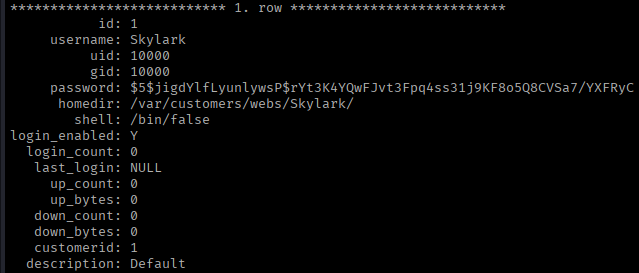 *************************** 1. row ***************************
id: 1
username: Skylark
uid: 10000
gid: 10000
password: $5$jigdYlfLyunlywsP$rYt3K4YQwFJvt3Fpq4ss31j9KF8o5Q8CVSa7/YXFRyC
homedir: /var/customers/webs/Skylark/
shell: /bin/false
login_enabled: Y
login_count: 0
last_login: NULL
up_count: 0
up_bytes: 0
down_count: 0
down_bytes: 0
customerid: 1
description: Default